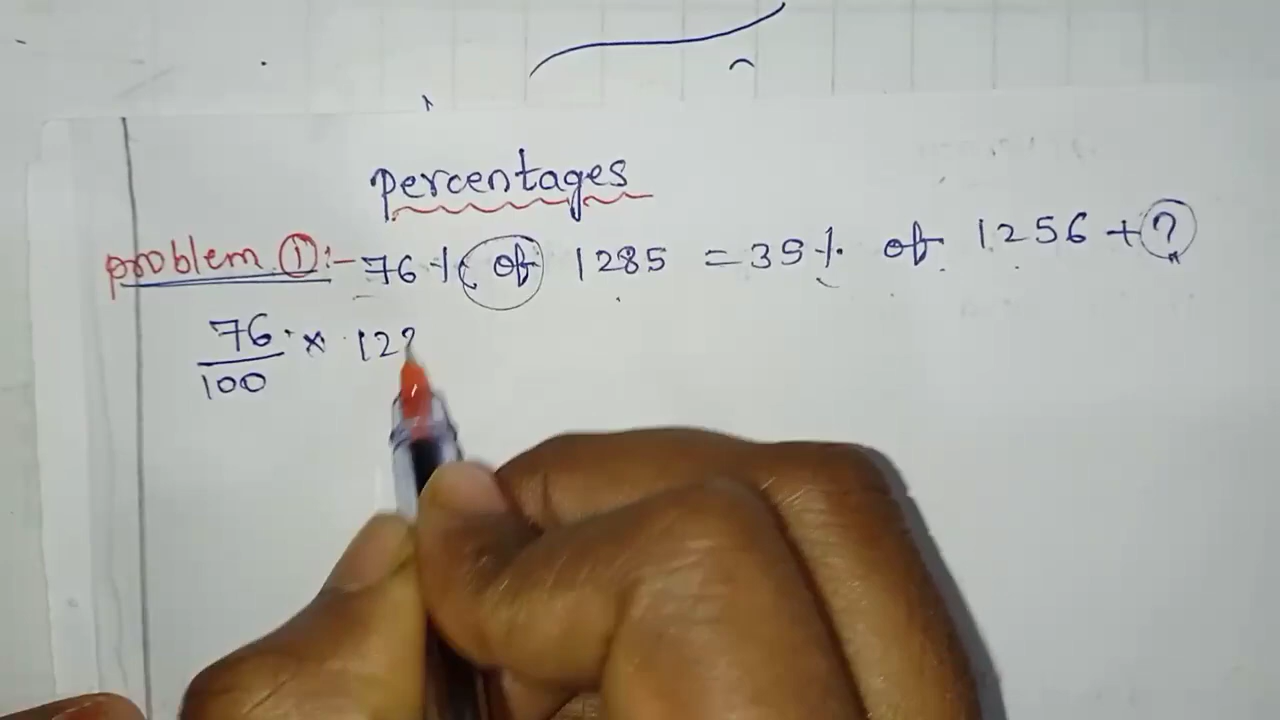 percentages
problem ①:- 76% of 1285 = 35% of 1256 + ?
76/100 × 12